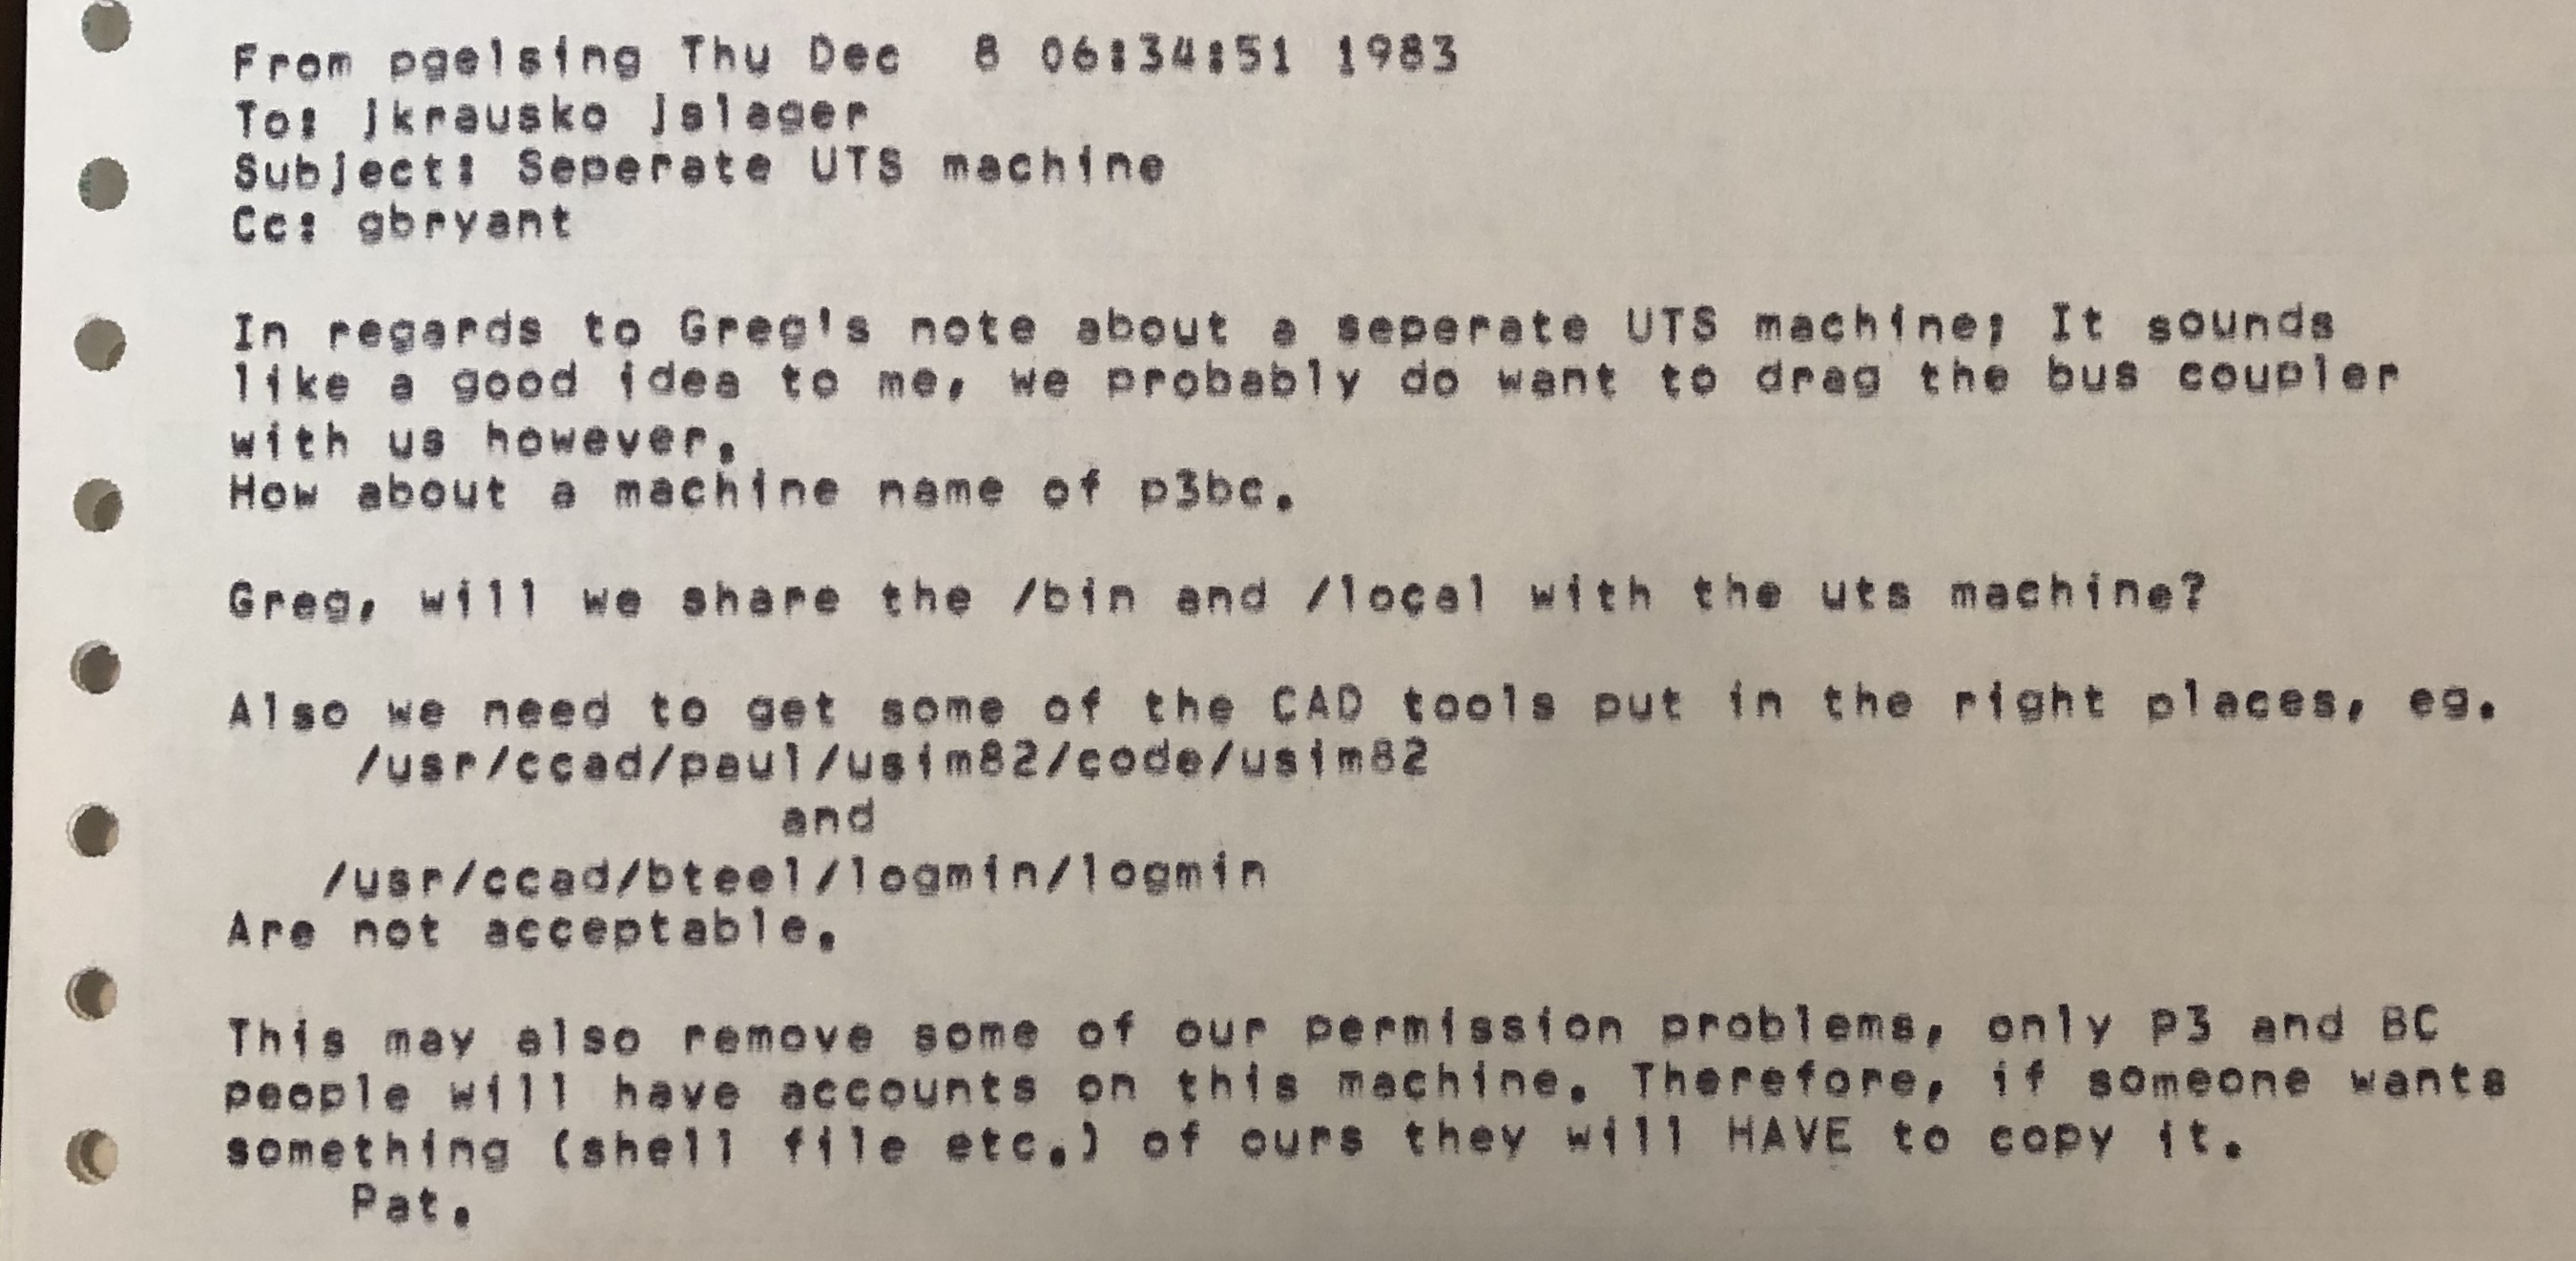 From pgelsing Thu Dec  8 06:34:51 1983
To: jkrausko jslager
Subject: Seperate UTS machine
Cc: gbryant

In regards to Greg's note about a seperate UTS machine; It sounds
like a good idea to me, we probably do want to drag the bus coupler
with us however.
How about a machine name of p3bc.

Greg, will we share the /bin and /local with the uts machine?

Also we need to get some of the CAD tools put in the right places, eg.
/usr/ccad/paul/usim82/code/usim82
and
/usr/ccad/bteel/logmin/logmin
Are not acceptable.

This may also remove some of our permission problems, only P3 and BC
people will have accounts on this machine. Therefore, if someone wants
something (shell file etc.) of ours they will HAVE to copy it.
Pat.